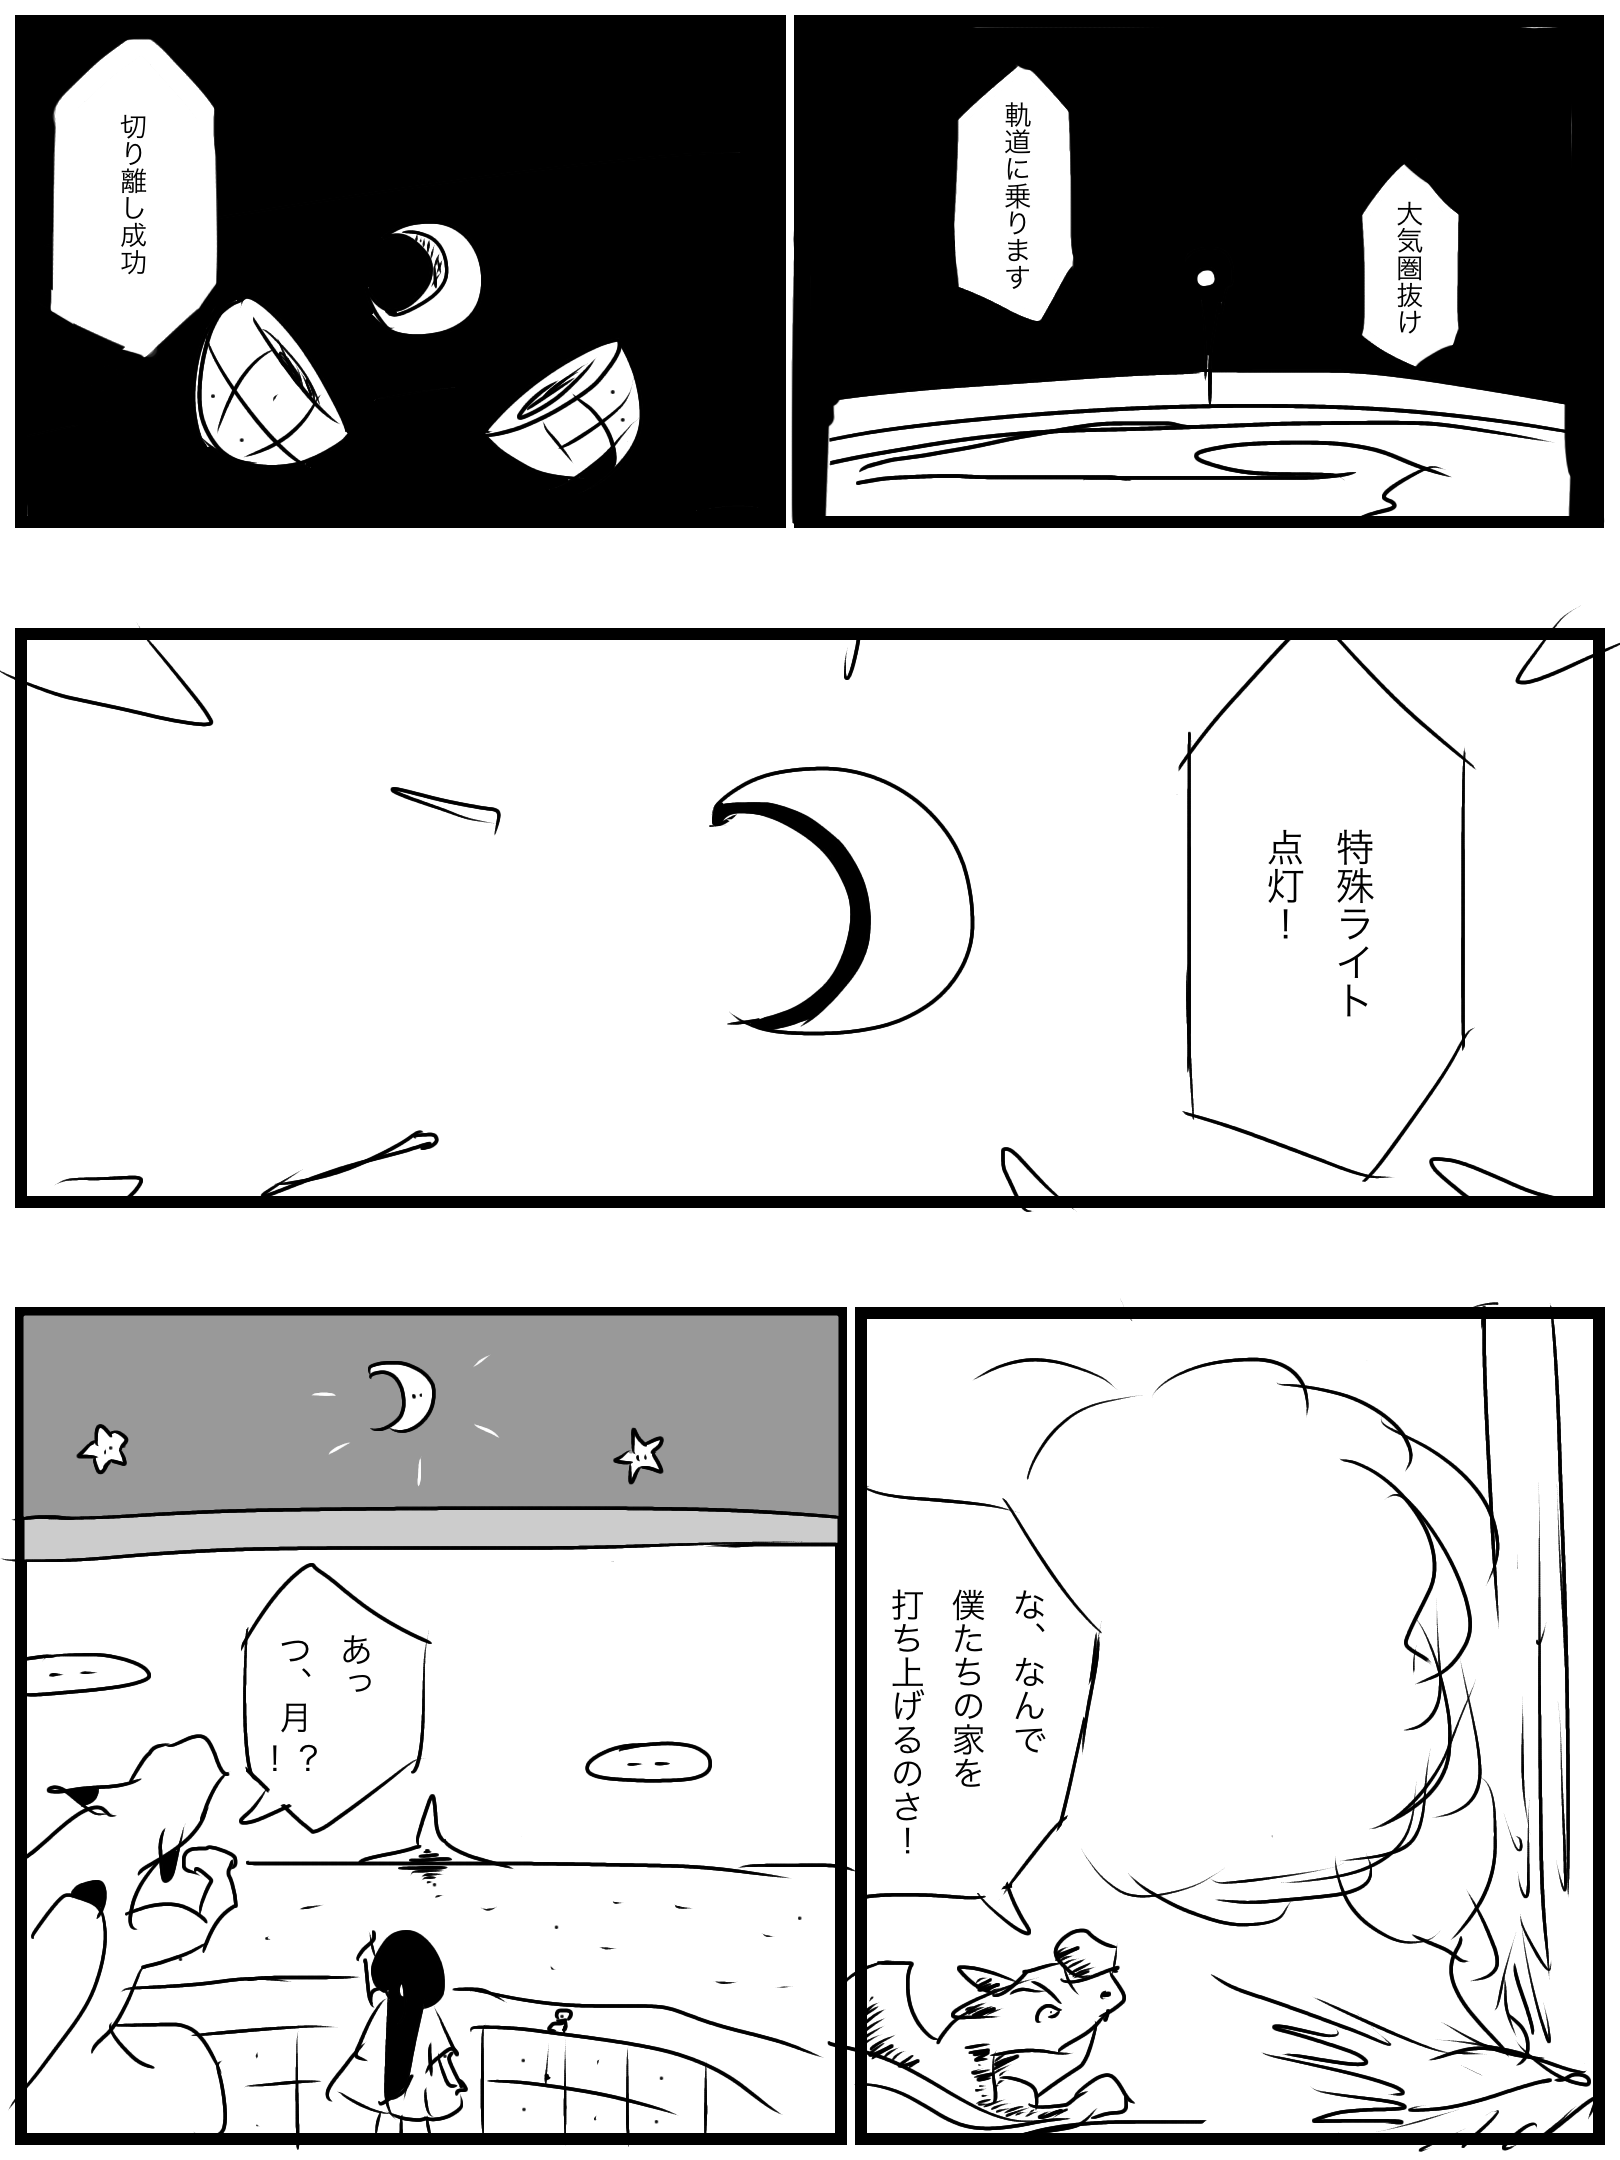 大気圏抜け
軌道に乗ります
切り離し成功
特殊ライト
点灯！
な、なんで
僕たちの家を
打ち上げるのさ！
あっ
つ、月
！？